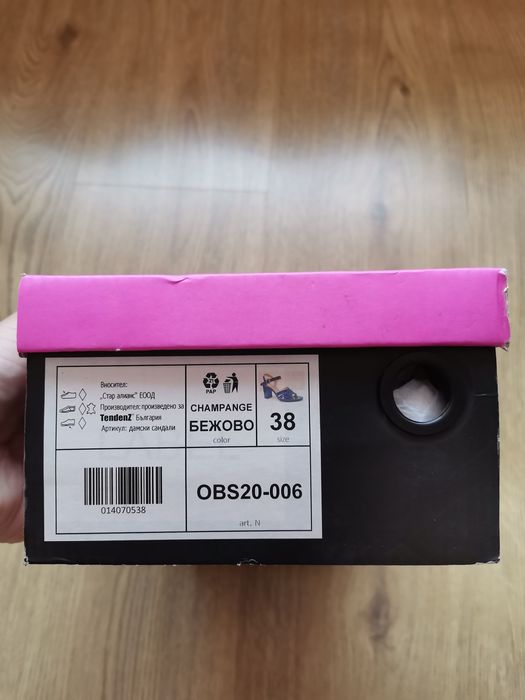 Вносител:
„Стар алианс" ЕООД
Производител: произведено за
TendenZ България
Артикул: дамски сандали
PAP
CHAMPANGE
БЕЖОВО
color
38
size
014070538
OBS20-006
art. N